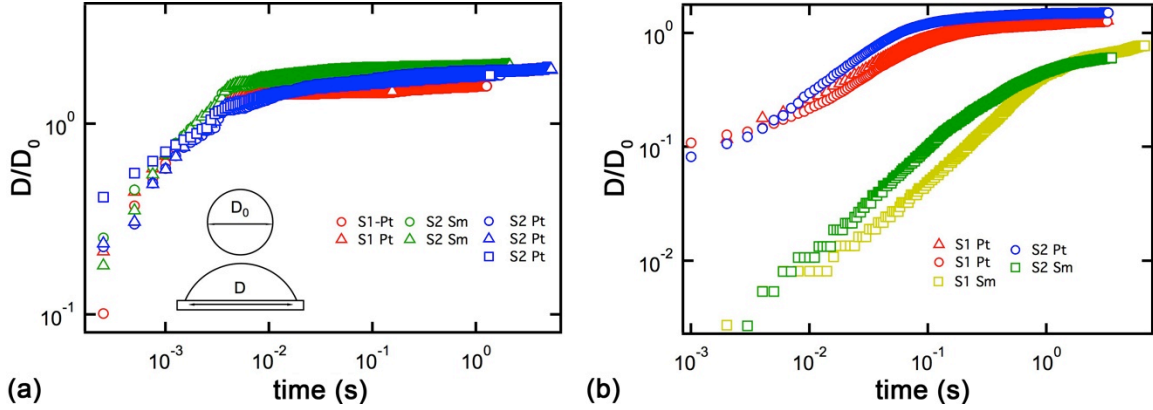 D/D0
10^0
10^-1
10^-3
10^-2
10^-1
10^0
time (s)
(a)
D0
D
S1-Pt
S2 Sm
S2 Pt
S1 Pt
S2 Sm
S2 Pt
S2 Pt
D/D0
10^0
10^-1
10^-2
10^-3
10^-2
10^-1
10^0
time (s)
(b)
S1 Pt
S2 Pt
S1 Pt
S2 Sm
S1 Sm